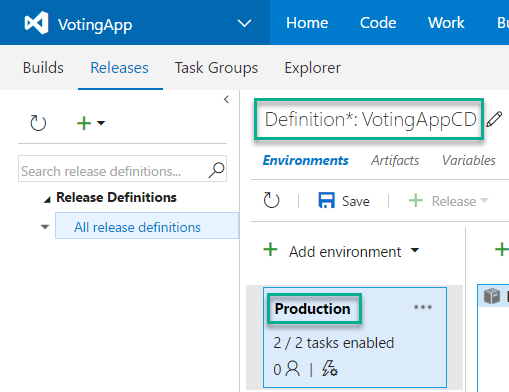 VotingApp
Home Code Work
Builds Releases Task Groups Explorer
Search release definitions...
Release Definitions
All release definitions
Definition*: VotingAppCD
Environments Artifacts Variables
Save Release
Add environment
Production
2 / 2 tasks enabled
0